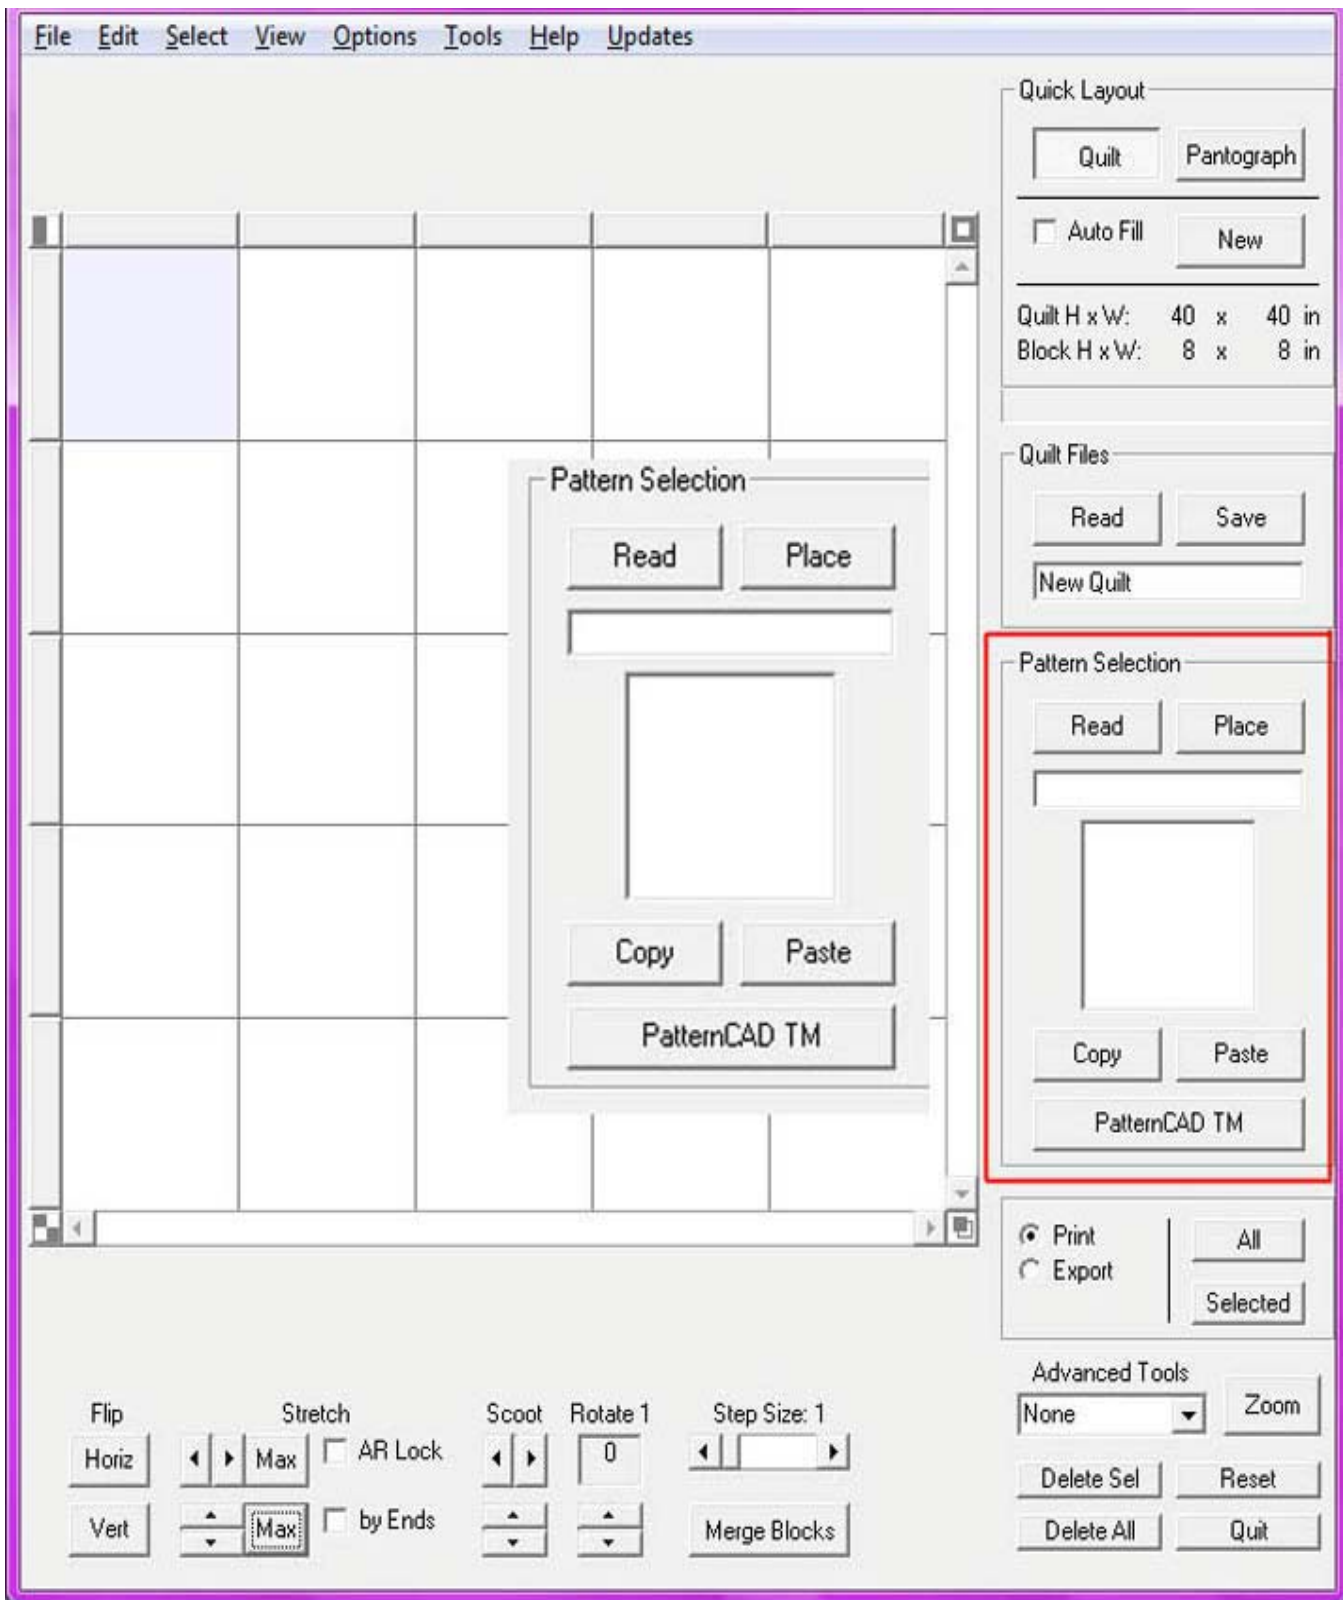 File Edit Select View Options Tools Help Updates
Quick Layout
Quilt Pantograph
Auto Fill New
Quilt H x W: 40 x 40 in
Block H x W: 8 x 8 in
Quilt Files
Read Save
New Quilt
Pattern Selection
Read Place
Copy Paste
PatternCAD TM
Pattern Selection
Read Place
Copy Paste
PatternCAD TM
Print All
Export
Selected
Advanced Tools
None Zoom
Delete Sel Reset
Delete All Quit
Flip Stretch Scoot Rotate 1 Step Size: 1
Horiz Max AR Lock 0
Vert Max by Ends Merge Blocks